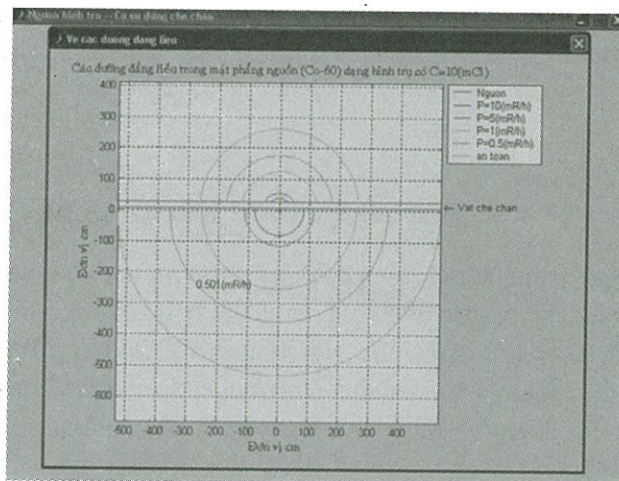 Nguon hinh tru -- Co su dung che chan
Ve cac duong dang lieu
Các đường đẳng liều trong mặt phẳng nguồn (Co-60) dạng hình trụ có C=10(mCi)
Nguon
P=10(mR/h)
P=5(mR/h)
P=1(mR/h)
P=0.5(mR/h)
an toan
400
300
200
100
0
-100
-200
-300
-400
-500
-600
Đơn vị cm
← Vat che chan
0.501(mR/h)
-500 -400 -300 -200 -100 0 100 200 300 400
Đơn vị cm